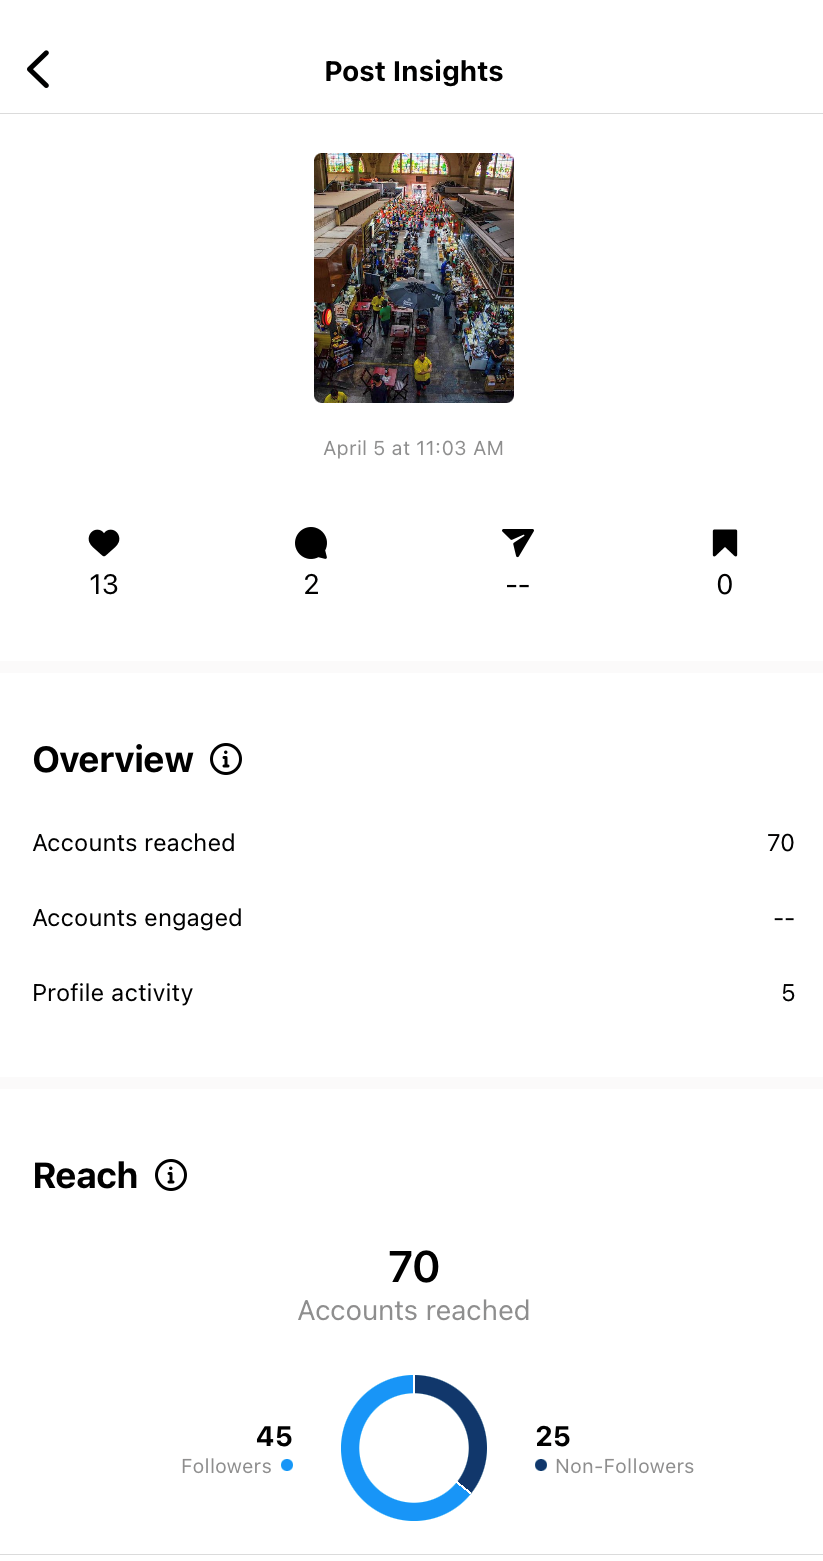 Post Insights
April 5 at 11:03 AM
13 2 -- 0
Overview
Accounts reached 70
Accounts engaged --
Profile activity 5
Reach
70
Accounts reached
45 25
Followers Non-Followers